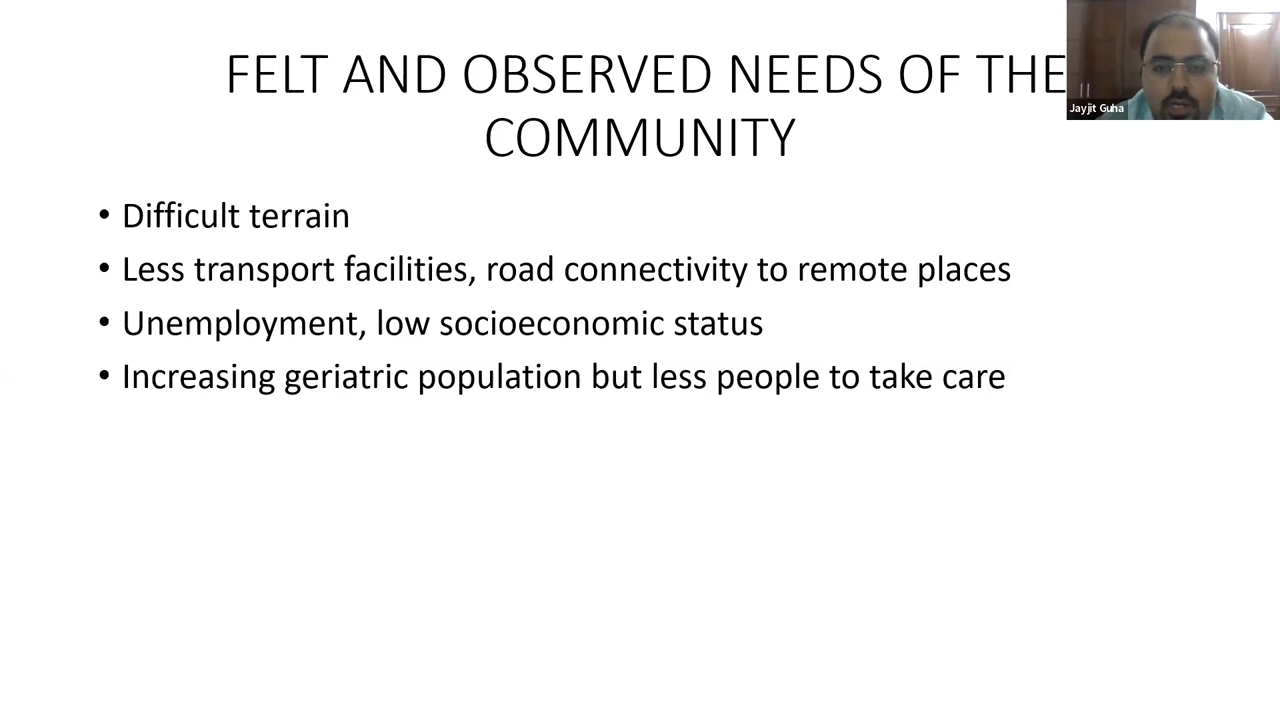 FELT AND OBSERVED NEEDS OF THE
COMMUNITY
Jayjit Guha
• Difficult terrain
• Less transport facilities, road connectivity to remote places
• Unemployment, low socioeconomic status
• Increasing geriatric population but less people to take care